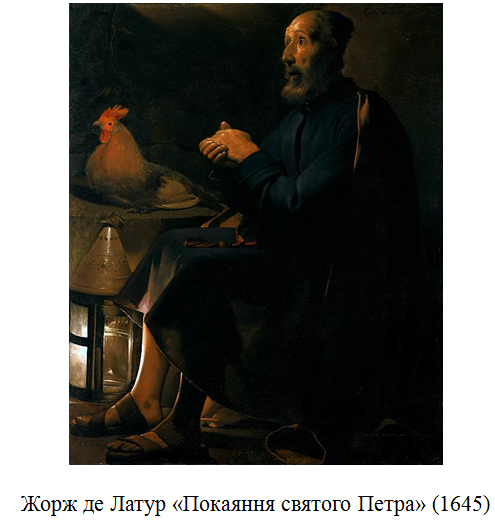 Жорж де Латур «Покаяння святого Петра» (1645)